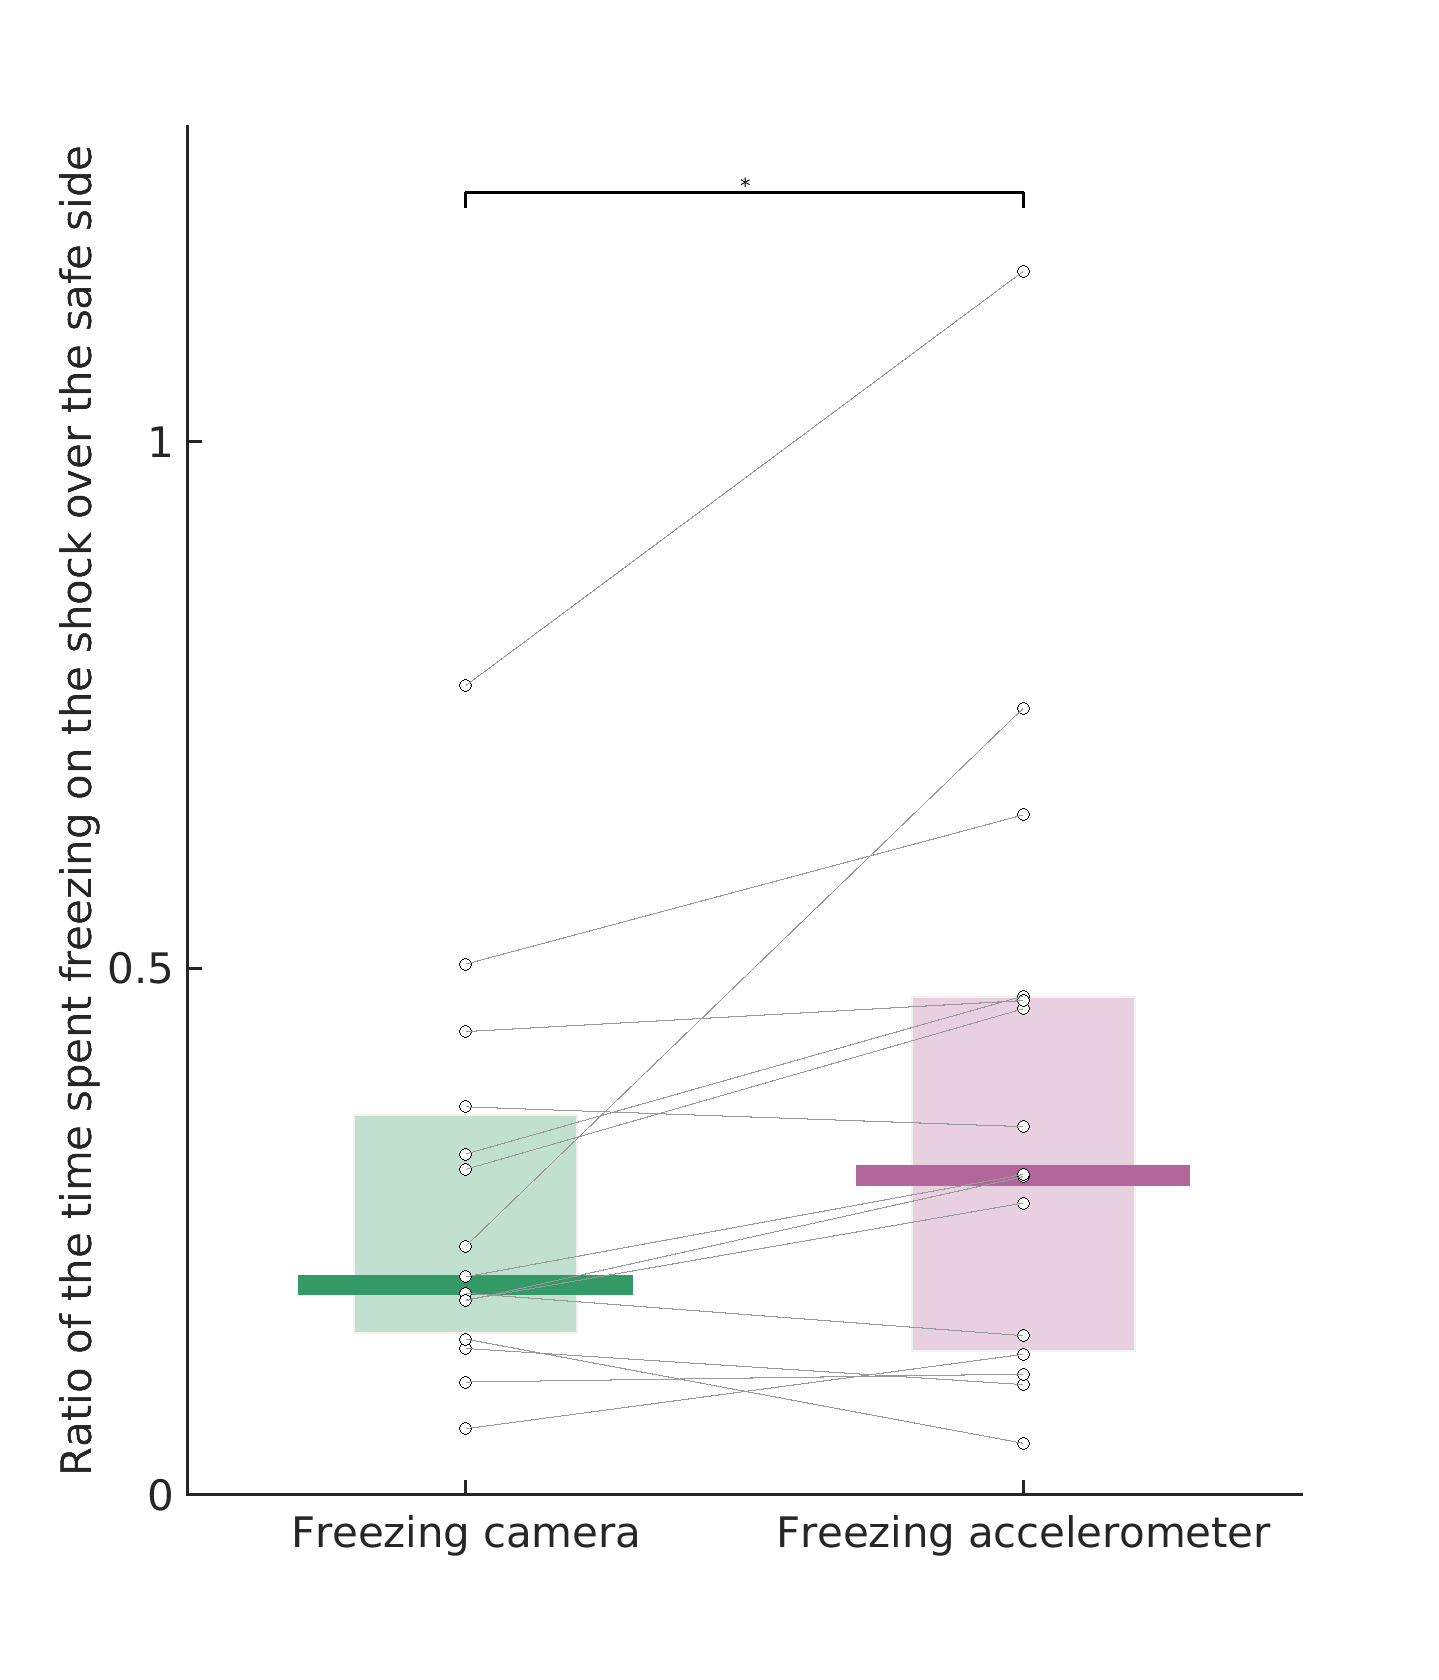 Ratio of the time spent freezing on the shock over the safe side
*
1
0.5
0
Freezing camera
Freezing accelerometer